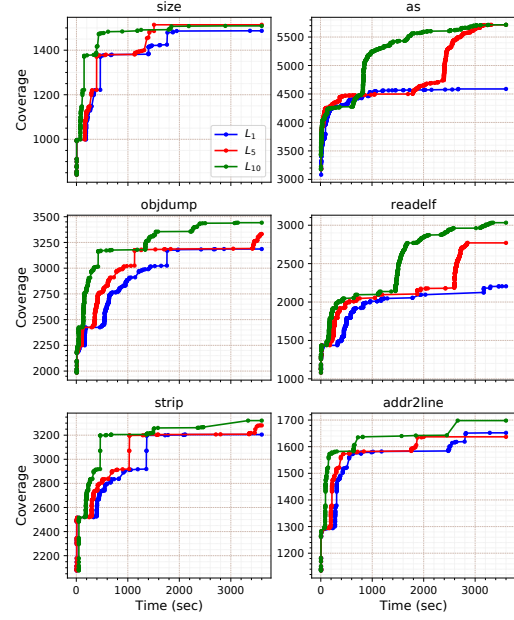 size
as
1400
1200
1000
Coverage
L1
L5
L10
5500
5000
4500
4000
3500
3000
objdump
readelf
3500
3250
3000
2750
2500
2250
2000
Coverage
3000
2500
2000
1500
1000
strip
addr2line
3200
3000
2800
2600
2400
2200
Coverage
1700
1600
1500
1400
1300
1200
1100
0 1000 2000 3000
0 1000 2000 3000
Time (sec)
Time (sec)